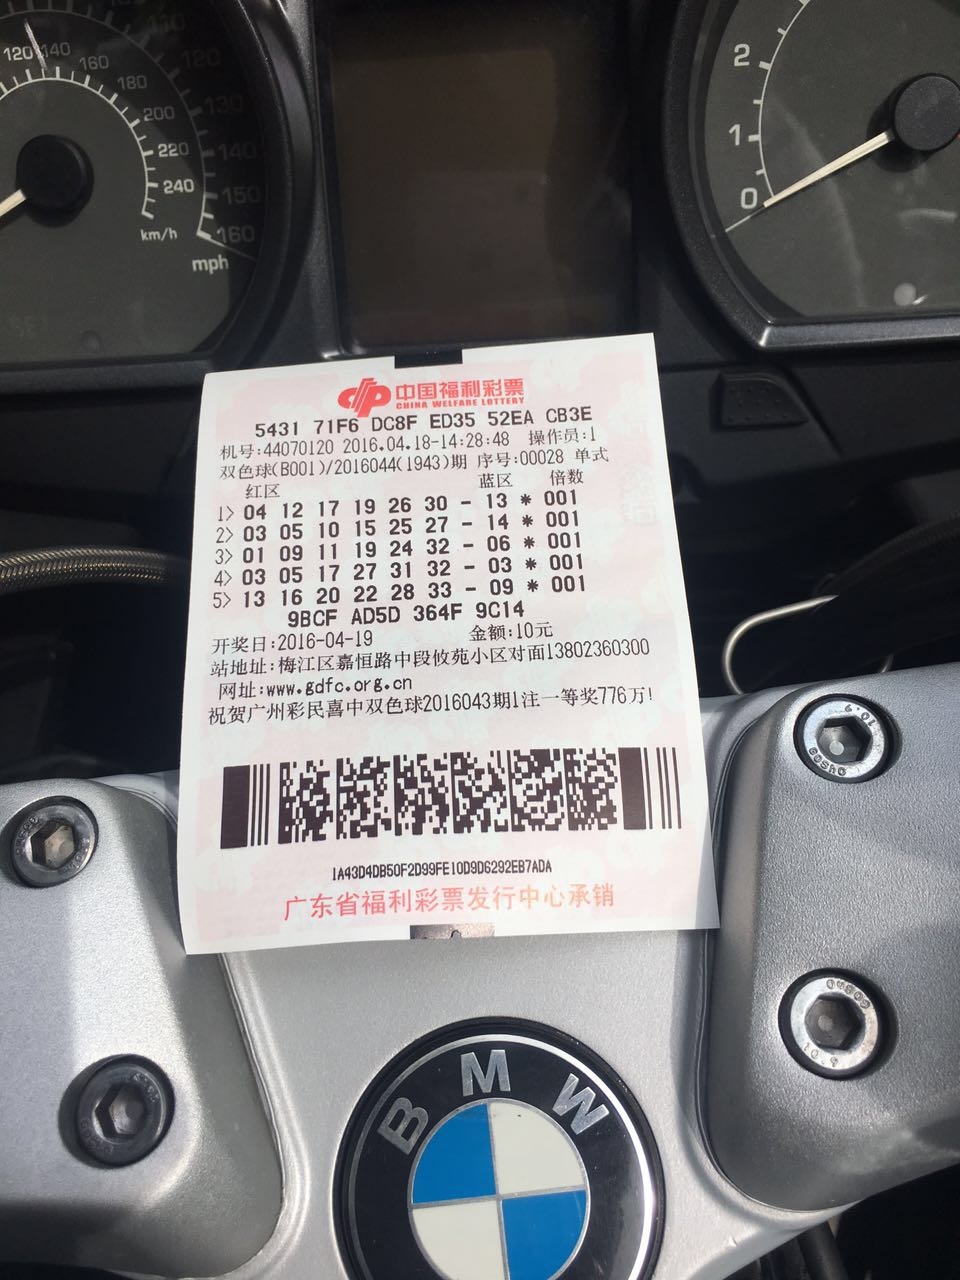 120 140
160
180
200
220
240
km/h
110
120
130
140
150
160
mph
2
1
0
中国福利彩票
CHINA WELFARE LOTTERY
5431 71F6 DC8F ED35 52EA CB3E
机号:44070120 2016.04.18-14:28:48 操作员:1
双色球(B001)/2016044(1943)期 序号:00028 单式
红区 蓝区 倍数
1> 04 12 17 19 26 30 - 13 * 001
2> 03 05 10 15 25 27 - 14 * 001
3> 01 09 11 19 24 32 - 06 * 001
4> 03 05 17 27 31 32 - 03 * 001
5> 13 16 20 22 28 33 - 09 * 001
9BCF AD5D 364F 9C14
开奖日:2016-04-19 金额:10元
站地址:梅江区嘉恒路中段攸苑小区对面13802360300
网址:www.gdfc.org.cn
祝贺广州彩民喜中双色球2016043期1注一等奖776万!
1A43D4DB50F2D99FE10D9D6292EB7ADA
广东省福利彩票发行中心承销
10.9
BMW